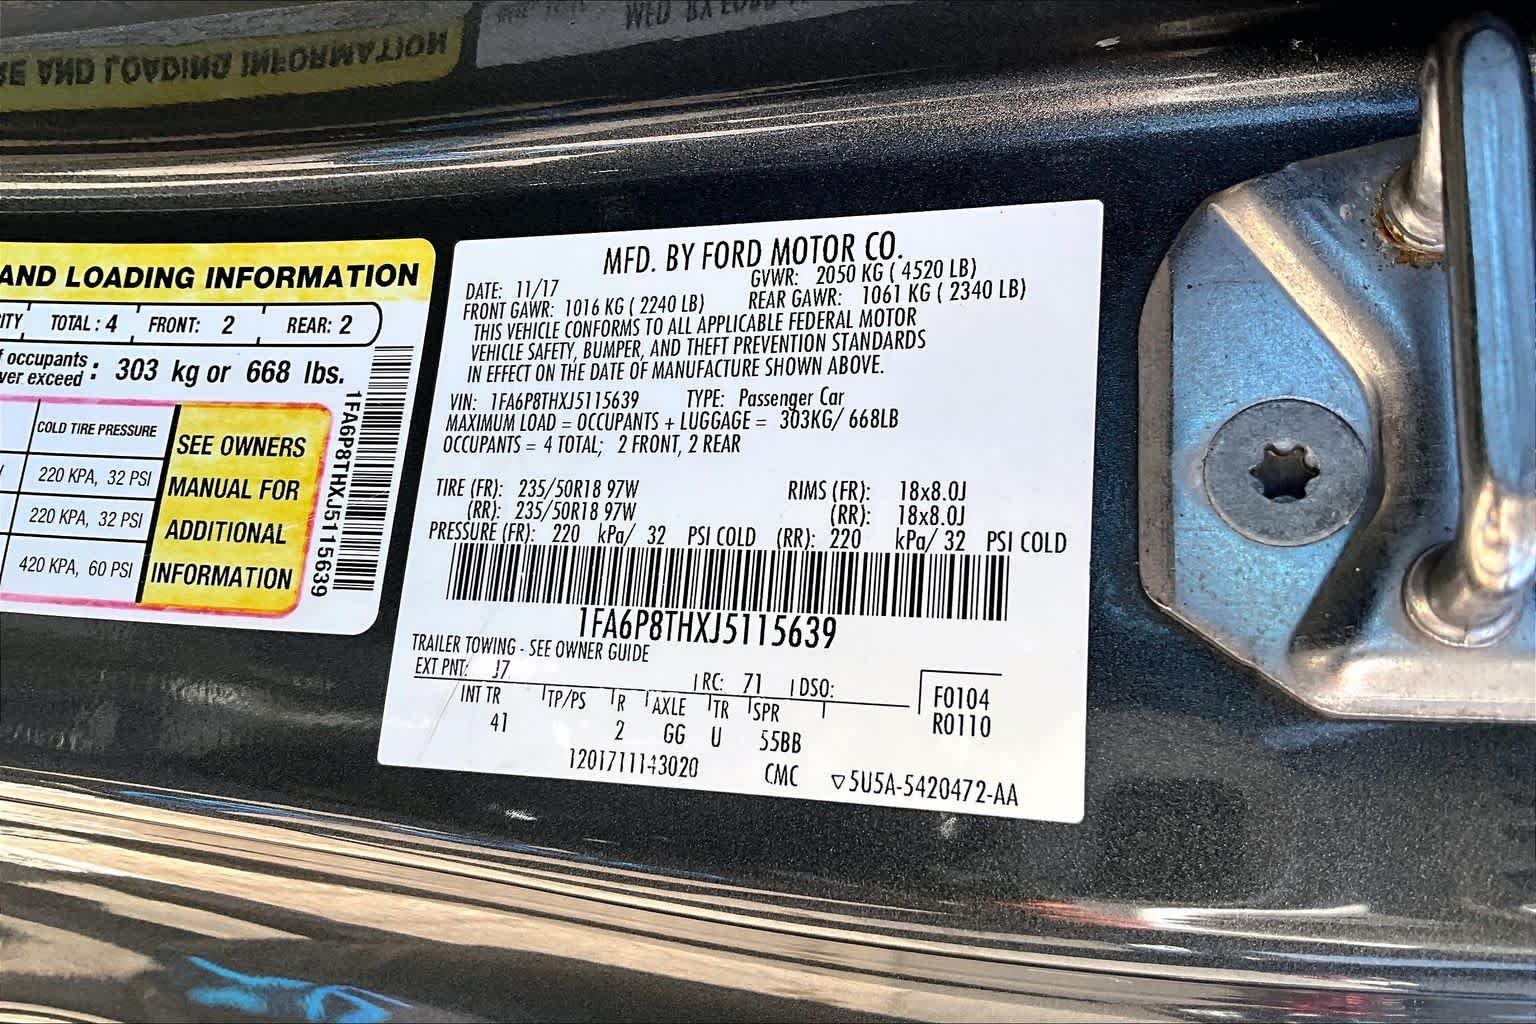 AND LOADING INFORMATION
TOTAL: 4 FRONT: 2 REAR: 2
occupants : 303 kg or 668 lbs.
exceed
COLD TIRE PRESSURE
220 KPA, 32 PSI
220 KPA, 32 PSI
420 KPA, 60 PSI
SEE OWNERS
MANUAL FOR
ADDITIONAL
INFORMATION
1FA6P8THXJ5115639
MFD. BY FORD MOTOR CO.
DATE: 11/17 GVWR: 2050 KG ( 4520 LB)
FRONT GAWR: 1016 KG ( 2240 LB) REAR GAWR: 1061 KG ( 2340 LB)
THIS VEHICLE CONFORMS TO ALL APPLICABLE FEDERAL MOTOR
VEHICLE SAFETY, BUMPER, AND THEFT PREVENTION STANDARDS
IN EFFECT ON THE DATE OF MANUFACTURE SHOWN ABOVE.
VIN: 1FA6P8THXJ5115639 TYPE: Passenger Car
MAXIMUM LOAD = OCCUPANTS + LUGGAGE = 303KG/ 668LB
OCCUPANTS = 4 TOTAL; 2 FRONT, 2 REAR
TIRE (FR): 235/50R18 97W RIMS (FR): 18x8.0J
(RR): 235/50R18 97W (RR): 18x8.0J
PRESSURE (FR): 220 kPa/ 32 PSI COLD (RR): 220 kPa/ 32 PSI COLD
1FA6P8THXJ5115639
TRAILER TOWING - SEE OWNER GUIDE
EXT PNT: J7 RC: 71 DSO: F0104
INT TR TP/PS R AXLE TR SPR R0110
41 2 GG U 55BB
1201711143020 CMC ▽5U5A-5420472-AA